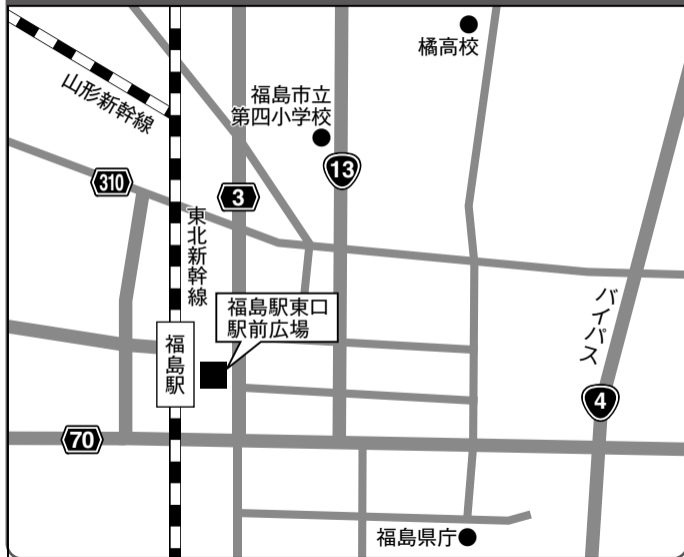 橘高校
山形新幹線
福島市立
第四小学校
13
310
3
東北新幹線
福島駅東口
駅前広場
バイパス
福島駅
4
70
福島県庁